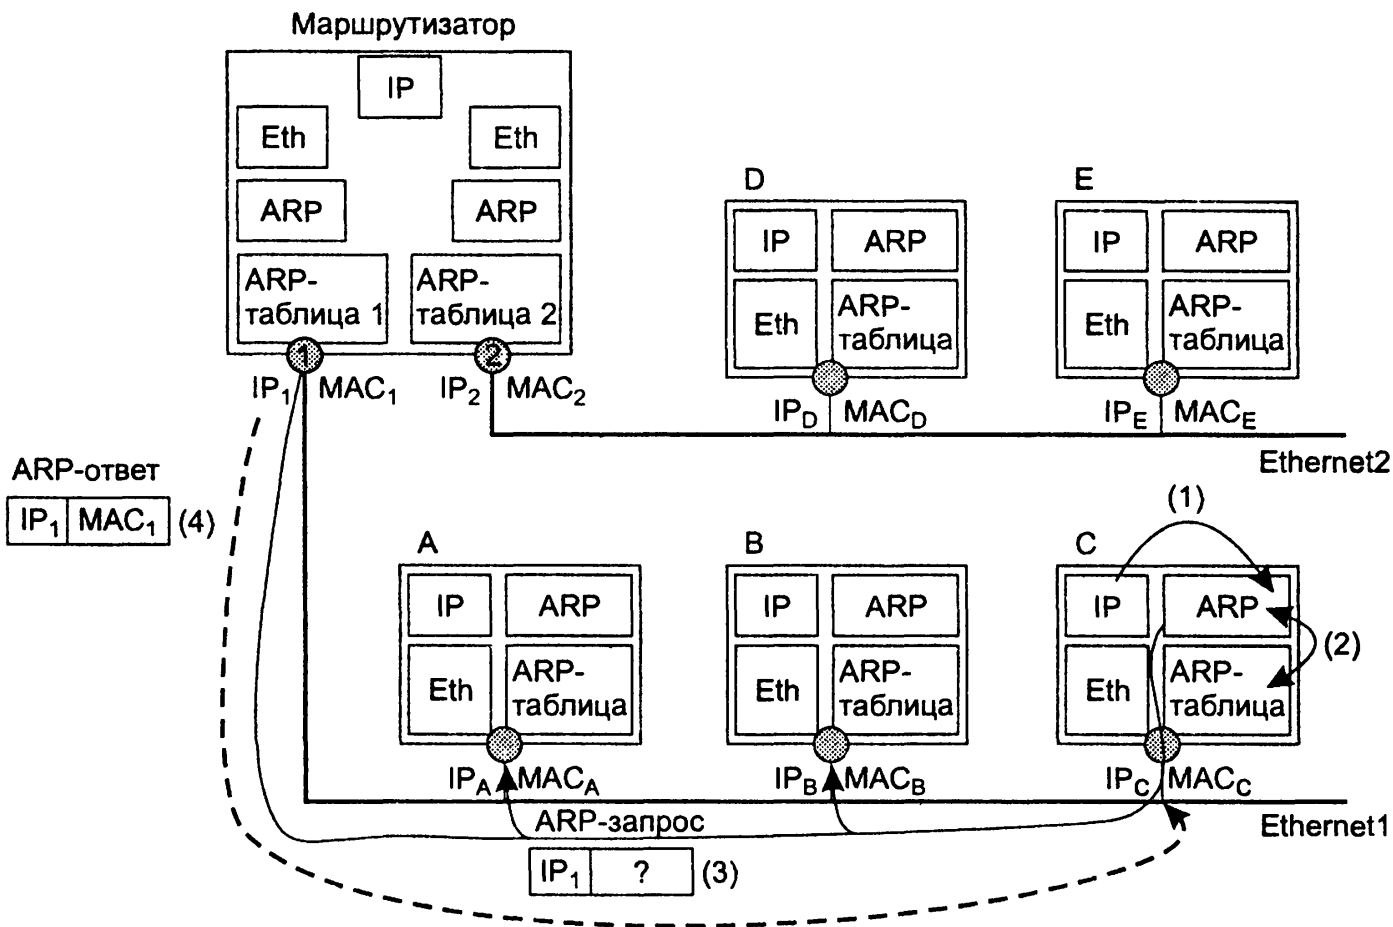 Маршрутизатор
IP
Eth
Eth
ARP
ARP
ARP-
таблица 1
ARP-
таблица 2
1
2
IP1 MAC1
IP2 MAC2
D
IP
ARP
Eth
ARP-
таблица
IPD MACD
E
IP
ARP
Eth
ARP-
таблица
IPE MACE
Ethernet2
ARP-ответ
IP1 MAC1 (4)
A
IP
ARP
Eth
ARP-
таблица
IPA MACA
B
IP
ARP
Eth
ARP-
таблица
IPB MACB
(1)
C
IP
ARP
(2)
Eth
ARP-
таблица
IPC MACC
Ethernet1
ARP-запрос
IP1 ? (3)